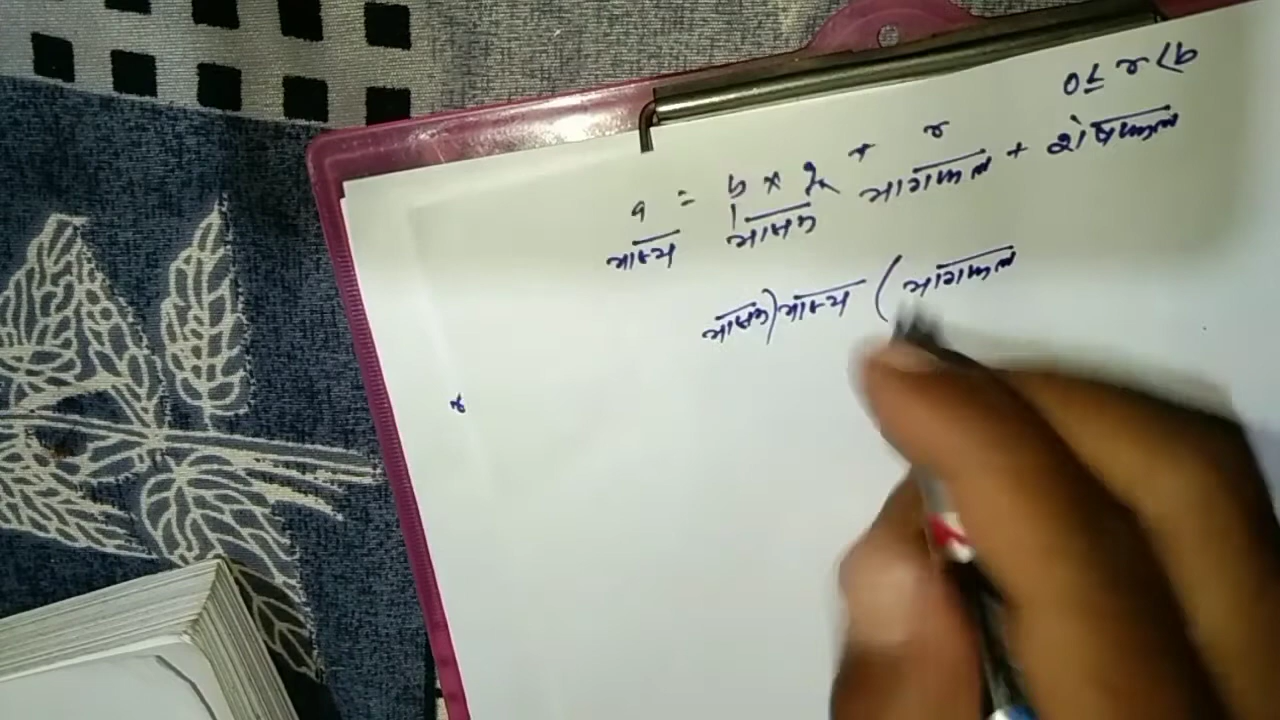 a = b × q + r
भाज्य भाजक भागफल + शेषफल
भाजक) भाज्य ( भागफल